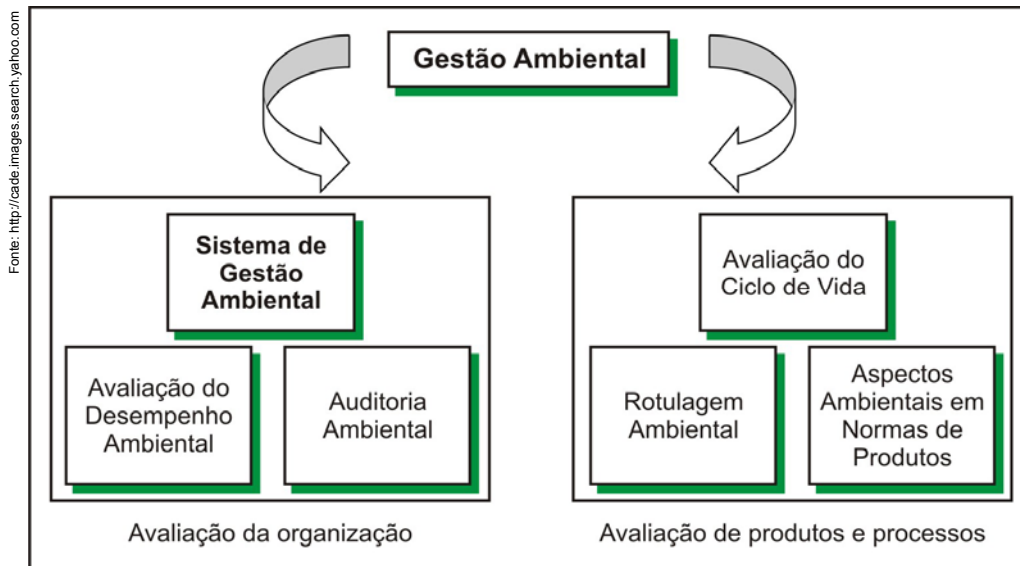 Fonte: http://cade.images.search.yahoo.com
Gestão Ambiental
Sistema de
Gestão
Ambiental
Avaliação do
Desempenho
Ambiental
Auditoria
Ambiental
Avaliação da organização
Avaliação do
Ciclo de Vida
Rotulagem
Ambiental
Aspectos
Ambientais em
Normas de
Produtos
Avaliação de produtos e processos